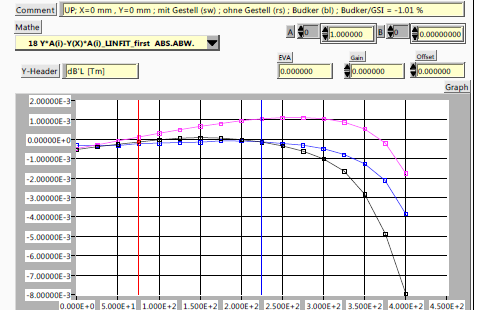 Comment UP; X=0 mm , Y=0 mm ; mit Gestell (sw) ; ohne Gestell (rs) ; Budker (bl) ; Budker/GSI = -1.01 %
Mathe
18 Y*A(i)-Y(X)*A(i)_LINFIT_first ABS.ABW.
A 0 1.000000 B 0 0.00000000
EVA Gain Offset
Y-Header dB'L [Tm] 0.000000 0.000000 0.000000
Graph
2.00000E-3
1.00000E-3
0.00000E+0
-1.00000E-3
-2.00000E-3
-3.00000E-3
-4.00000E-3
-5.00000E-3
-6.00000E-3
-7.00000E-3
-8.00000E-3
0.000E+0 5.000E+1 1.000E+2 1.500E+2 2.000E+2 2.500E+2 3.000E+2 3.500E+2 4.000E+2 4.500E+2